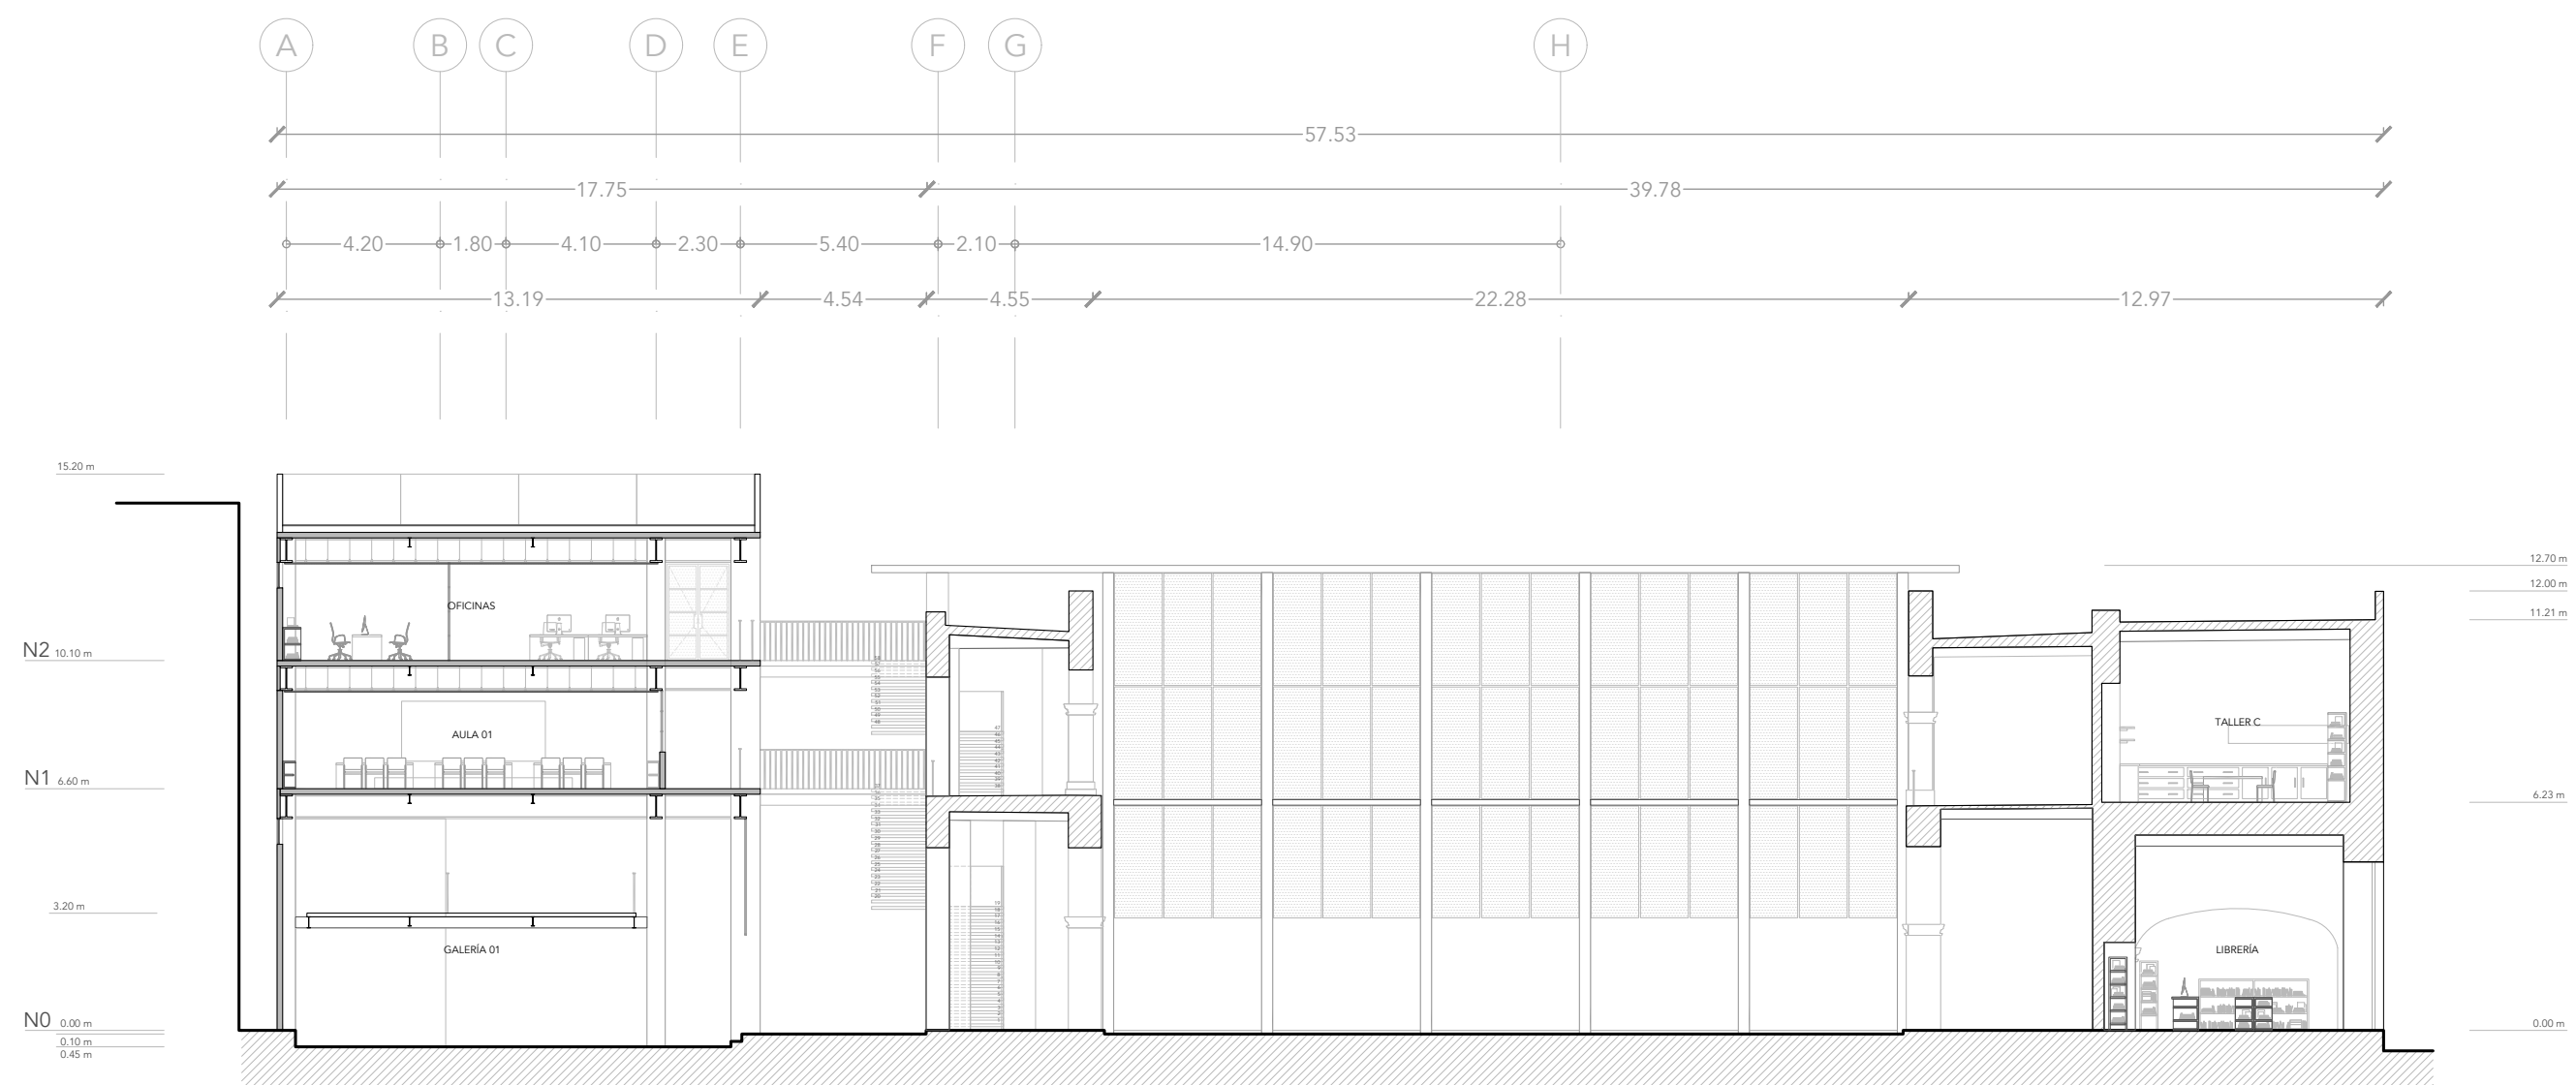 A B C D E F G H
57.53
17.75 39.78
4.20 1.80 4.10 2.30 5.40 2.10 14.90
13.19 4.54 4.55 22.28 12.97
15.20 m
12.70 m
12.00 m
OFICINAS
11.21 m
N2 10.10 m
TALLER C
AULA 01
N1 6.60 m
6.23 m
3.20 m
GALERÍA 01
LIBRERÍA
N0 0.00 m
0.00 m
0.10 m
0.45 m